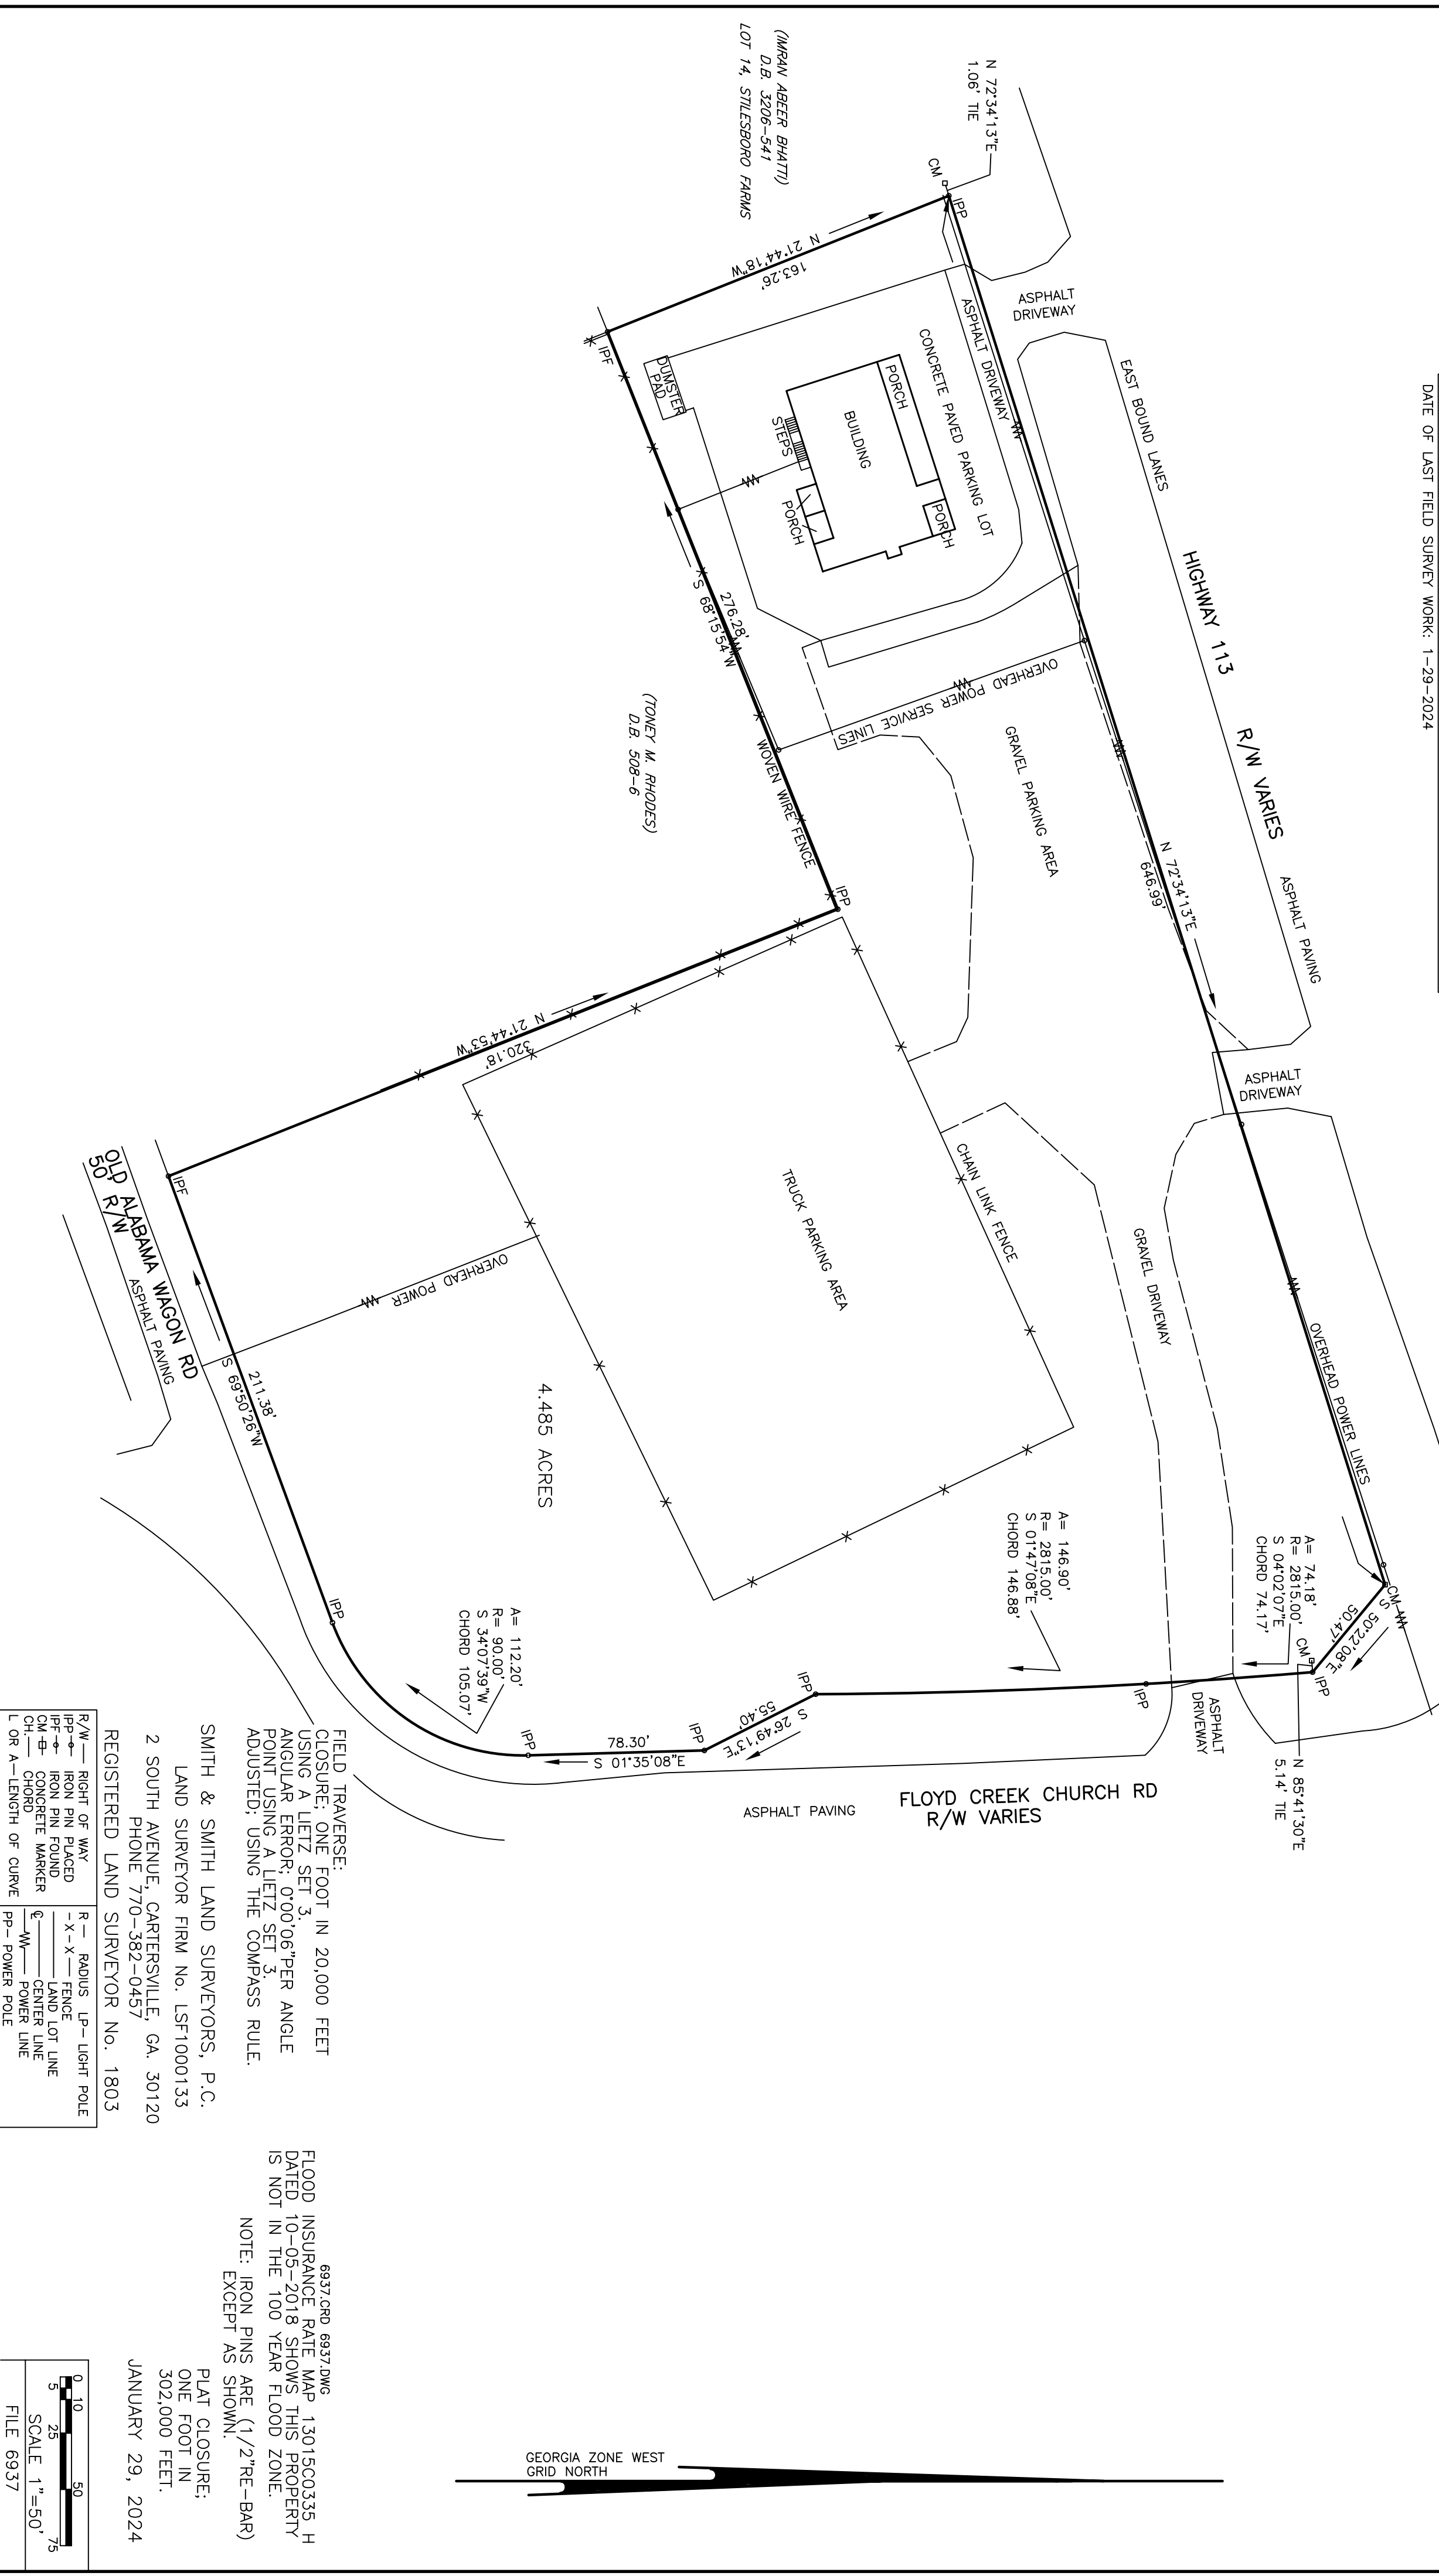 DATE OF LAST FIELD SURVEY WORK: 1-29-2024
N 72°34'13"E
1.06' TIE
(IMRAN ABEER BHATTI)
D.B. 3206-541
LOT 14, STILESBORO FARMS
CM
IPP
N 21°44'18"W
163.26'
ASPHALT
DRIVEWAY
ASPHALT DRIVEWAY
CONCRETE PAVED PARKING LOT
PORCH
BUILDING
STEPS
PORCH
PORCH
DUMSTER
PAD
IPF
EAST BOUND LANES
HIGHWAY 113
R/W VARIES
ASPHALT PAVING
276.28'
S 68°15'54"W
OVERHEAD POWER SERVICE LINES
GRAVEL PARKING AREA
WOVEN WIRE FENCE
(TONEY M. RHODES)
D.B. 508-6
IPP
N 72°34'13"E
646.99'
N 21°44'53"W
320.18'
ASPHALT
DRIVEWAY
CHAIN LINK FENCE
TRUCK PARKING AREA
GRAVEL DRIVEWAY
OVERHEAD POWER LINES
OVERHEAD POWER
IPF
OLD ALABAMA WAGON RD
50' R/W
ASPHALT PAVING
211.38'
S 69°50'26"W
4.485 ACRES
IPP
A= 146.90'
R= 2815.00'
S 01°47'08"E
CHORD 146.88'
A= 74.18'
R= 2815.00'
S 04°02'07"E
CHORD 74.17'
CM
S 50°22'08"E
50.47'
CM
IPP
N 85°41'30"E
5.14' TIE
ASPHALT
DRIVEWAY
IPP
IPP
55.40'
S 26°49'13"E
IPP
78.30'
S 01°35'08"E
IPP
A= 112.20'
R= 90.00'
S 34°07'39"W
CHORD 105.07'
FLOYD CREEK CHURCH RD
R/W VARIES
ASPHALT PAVING
FIELD TRAVERSE:
CLOSURE; ONE FOOT IN 20,000 FEET
USING A LIETZ SET 3.
ANGULAR ERROR; 0°00'06"PER ANGLE
POINT USING A LIETZ SET 3.
ADJUSTED; USING THE COMPASS RULE.
SMITH & SMITH LAND SURVEYORS, P.C.
LAND SURVEYOR FIRM No. LSF1000133
2 SOUTH AVENUE, CARTERSVILLE, GA. 30120
PHONE 770-382-0457
REGISTERED LAND SURVEYOR No. 1803
R/W— RIGHT OF WAY
IPP IRON PIN PLACED
IPF IRON PIN FOUND
CM CONCRETE MARKER
CH.— CHORD
L OR A—LENGTH OF CURVE
R — RADIUS LP- LIGHT POLE
-X-X— FENCE
LAND LOT LINE
CENTER LINE
POWER LINE
PP- POWER POLE
6937.CRD 6937.DWG
FLOOD INSURANCE RATE MAP 13015C0335 H
DATED 10-05-2018 SHOWS THIS PROPERTY
IS NOT IN THE 100 YEAR FLOOD ZONE.
NOTE: IRON PINS ARE (1/2"RE-BAR)
EXCEPT AS SHOWN.
PLAT CLOSURE;
ONE FOOT IN
302,000 FEET.
JANUARY 29, 2024
0 10 50
5 25 75
SCALE 1"=50'
FILE 6937
GEORGIA ZONE WEST
GRID NORTH